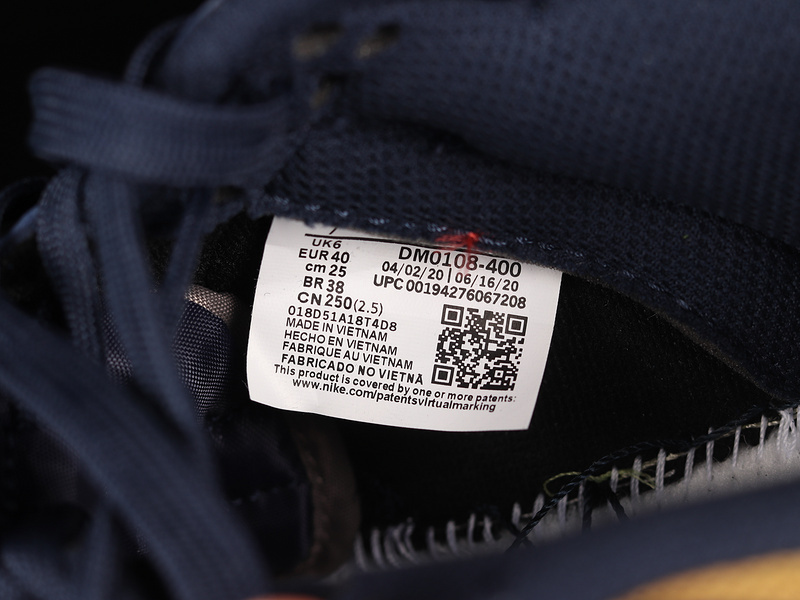 UK6
EUR 40
cm 25
BR 38
CN 250(2.5)
018D51A18T4D8
MADE IN VIETNAM
HECHO EN VIETNAM
FABRIQUE AU VIETNAM
FABRICADO NO VIETNÃ
DM0108-400
04/02/20 | 06/16/20
UPC 00194276067208
This product is covered by one or more patents:
www.nike.com/patentsvirtualmarking